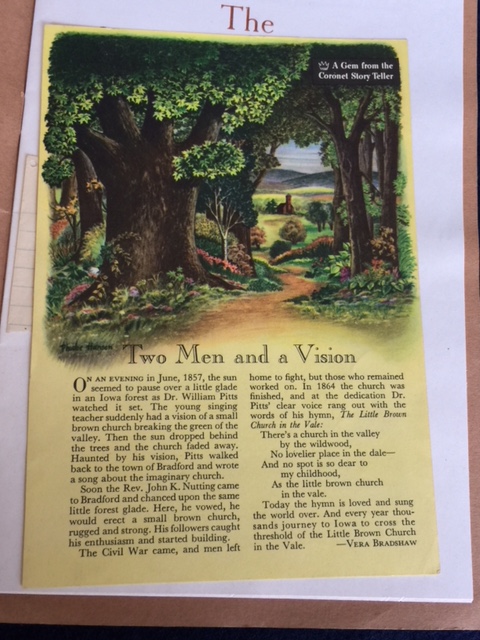 The
A Gem from the
Coronet Story Teller
Two Men and a Vision
ON AN EVENING in June, 1857, the sun
seemed to pause over a little glade
in an Iowa forest as Dr. William Pitts
watched it set. The young singing
teacher suddenly had a vision of a small
brown church breaking the green of the
valley. Then the sun dropped behind
the trees and the church faded away.
Haunted by his vision, Pitts walked
back to the town of Bradford and wrote
a song about the imaginary church.
Soon the Rev. John K. Nutting came
to Bradford and chanced upon the same
little forest glade. Here, he vowed, he
would erect a small brown church,
rugged and strong. His followers caught
his enthusiasm and started building.
The Civil War came, and men left
home to fight, but those who remained
worked on. In 1864 the church was
finished, and at the dedication Dr.
Pitts' clear voice rang out with the
words of his hymn, The Little Brown
Church in the Vale:
There's a church in the valley
by the wildwood,
No lovelier place in the dale—
And no spot is so dear to
my childhood,
As the little brown church
in the vale.
Today the hymn is loved and sung
the world over. And every year thou-
sands journey to Iowa to cross the
threshold of the Little Brown Church
in the Vale. —VERA BRADSHAW